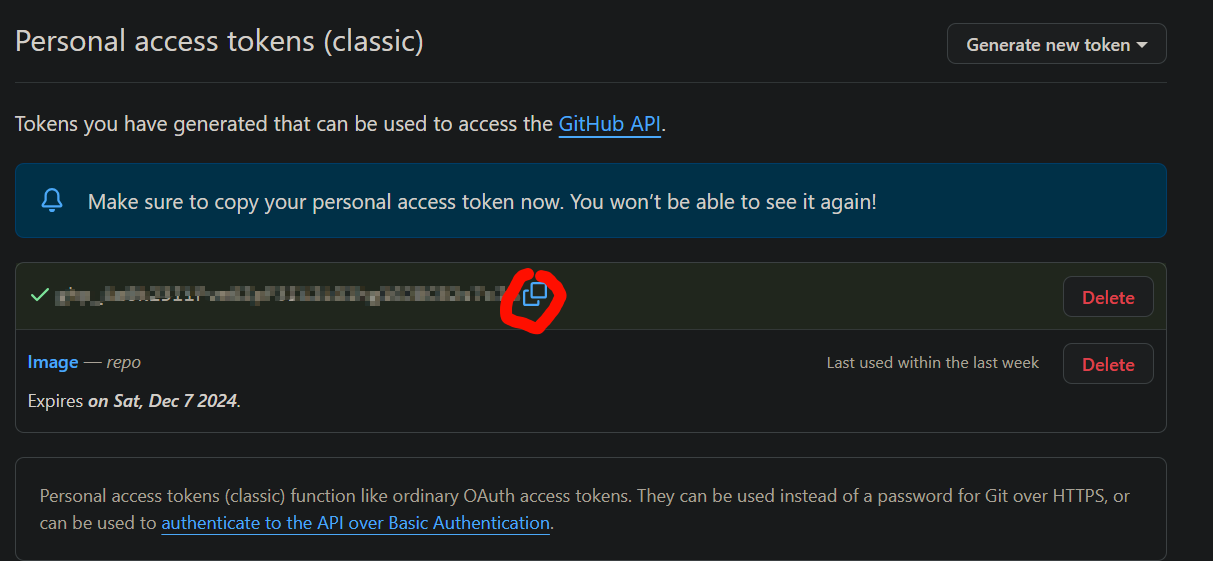 Personal access tokens (classic)
Generate new token
Tokens you have generated that can be used to access the GitHub API.
Make sure to copy your personal access token now. You won’t be able to see it again!
Delete
Image — repo
Last used within the last week
Delete
Expires on Sat, Dec 7 2024.
Personal access tokens (classic) function like ordinary OAuth access tokens. They can be used instead of a password for Git over HTTPS, or
can be used to authenticate to the API over Basic Authentication.